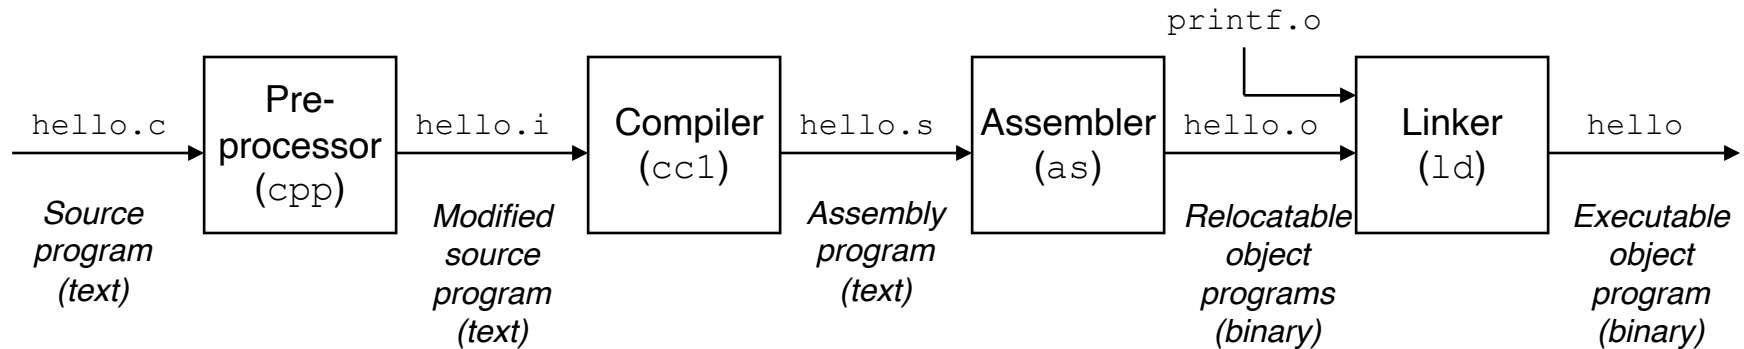 printf.o
hello.c
Pre-
processor
(cpp)
hello.i
Compiler
(cc1)
hello.s
Assembler
(as)
hello.o
Linker
(ld)
hello
Source
program
(text)
Modified
source
program
(text)
Assembly
program
(text)
Relocatable
object
programs
(binary)
Executable
object
program
(binary)